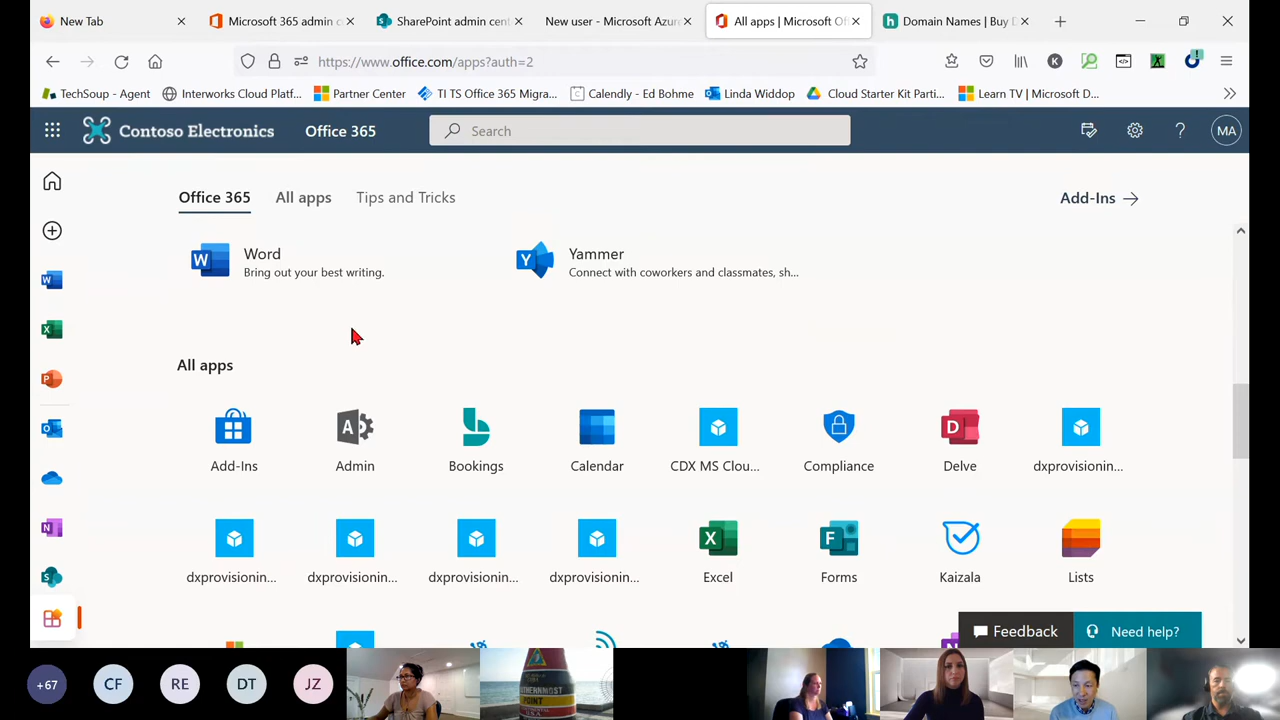 New Tab
Microsoft 365 admin c
SharePoint admin cent
New user - Microsoft Azure
All apps | Microsoft Of
Domain Names | Buy D
https://www.office.com/apps?auth=2
TechSoup - Agent
Interworks Cloud Platf...
Partner Center
TI TS Office 365 Migra...
Calendly - Ed Bohme
Linda Widdop
Cloud Starter Kit Parti...
Learn TV | Microsoft D...
Contoso Electronics
Office 365
Search
MA
Office 365
All apps
Tips and Tricks
Add-Ins
Word
Bring out your best writing.
Yammer
Connect with coworkers and classmates, sh...
All apps
Add-Ins
Admin
Bookings
Calendar
CDX MS Clou...
Compliance
Delve
dxprovisionin...
dxprovisionin...
dxprovisionin...
dxprovisionin...
dxprovisionin...
Excel
Forms
Kaizala
Lists
Feedback
Need help?
+67
CF
RE
DT
JZ
SOUTHERNMOST
POINT